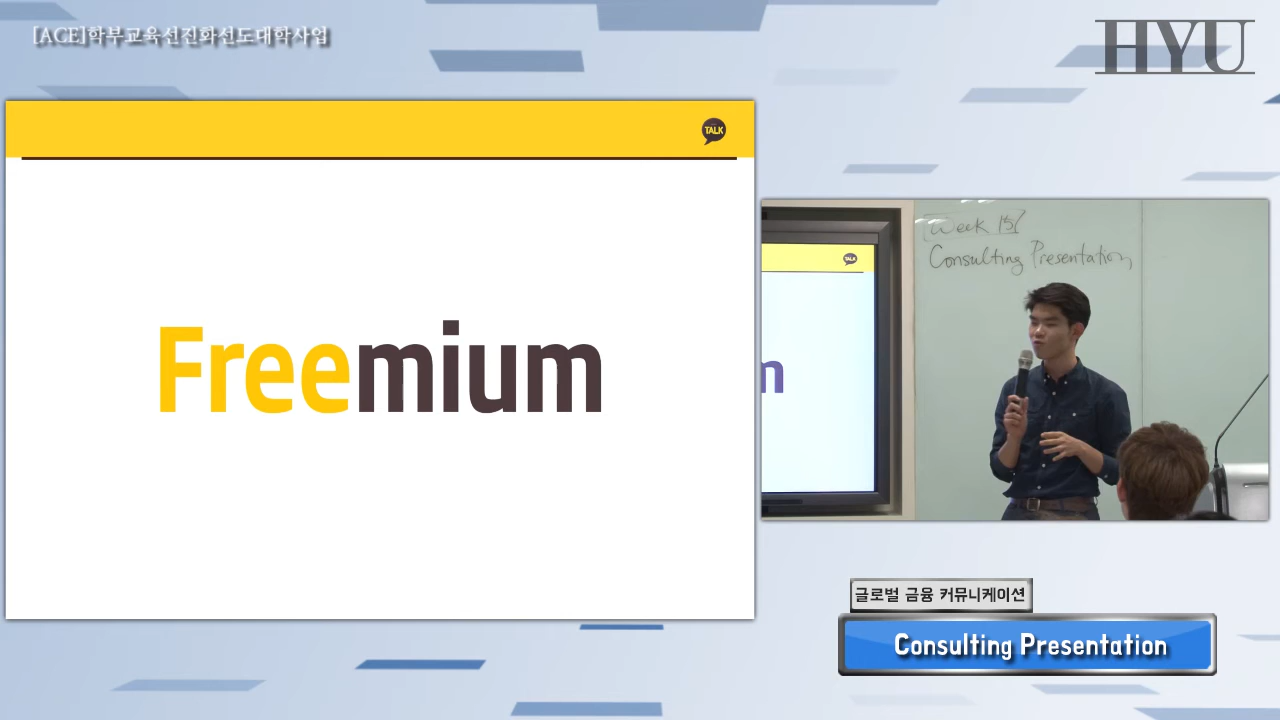 [ACE]학부교육선진화선도대학사업
HYU
TALK
Freemium
TALK
m
Week 15/
Consulting Presentation
글로벌 금융 커뮤니케이션
Consulting Presentation